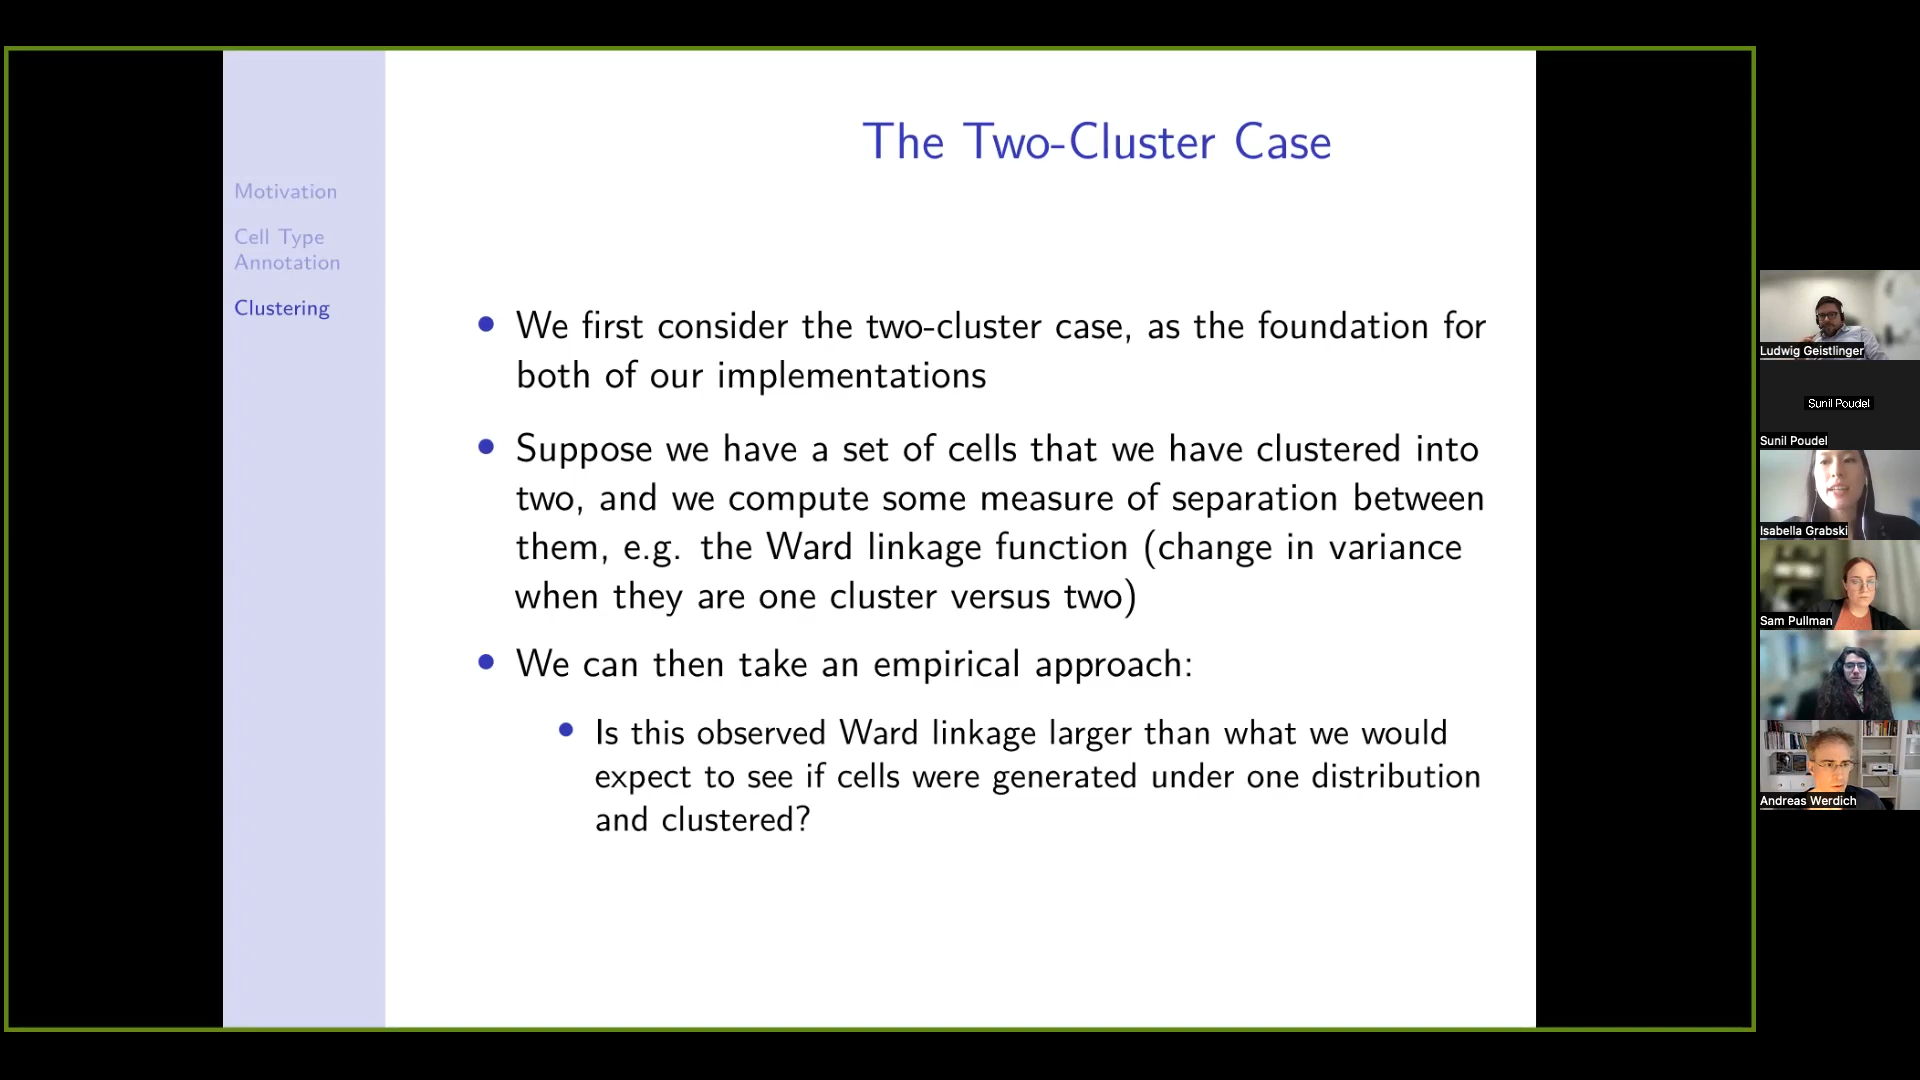 The Two-Cluster Case
Motivation
Cell Type
Annotation
Clustering
• We first consider the two-cluster case, as the foundation for
both of our implementations
• Suppose we have a set of cells that we have clustered into
two, and we compute some measure of separation between
them, e.g. the Ward linkage function (change in variance
when they are one cluster versus two)
• We can then take an empirical approach:
• Is this observed Ward linkage larger than what we would
expect to see if cells were generated under one distribution
and clustered?
Ludwig Geistlinger
Sunil Poudel
Sunil Poudel
Isabella Grabski
Sam Pullman
Andreas Werdich